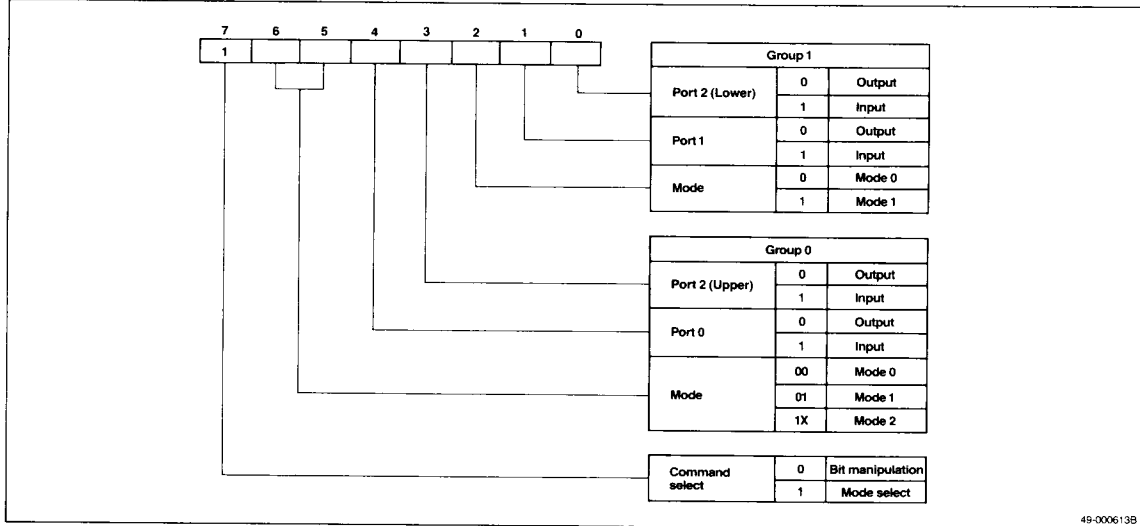 7 6 5 4 3 2 1 0
1
Group 1
Port 2 (Lower) 0 Output
1 Input
Port 1 0 Output
1 Input
Mode 0 Mode 0
1 Mode 1
Group 0
Port 2 (Upper) 0 Output
1 Input
Port 0 0 Output
1 Input
Mode 00 Mode 0
01 Mode 1
1X Mode 2
Command select 0 Bit manipulation
1 Mode select
49-000613B